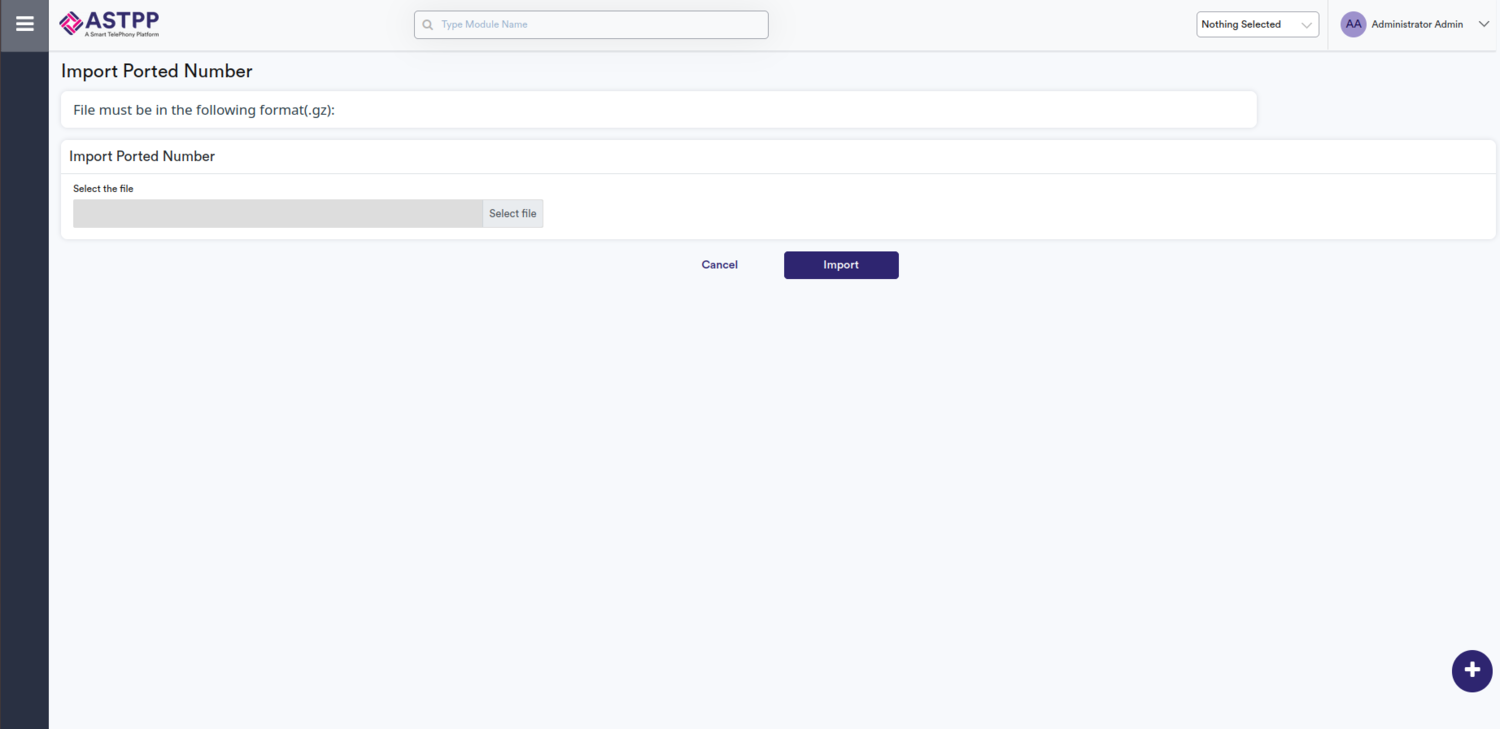 ASTPP
A Smart TelePhony Platform
Type Module Name
Nothing Selected
AA
Administrator Admin
Import Ported Number
File must be in the following format(.gz):
Import Ported Number
Select the file
Select file
Cancel
Import